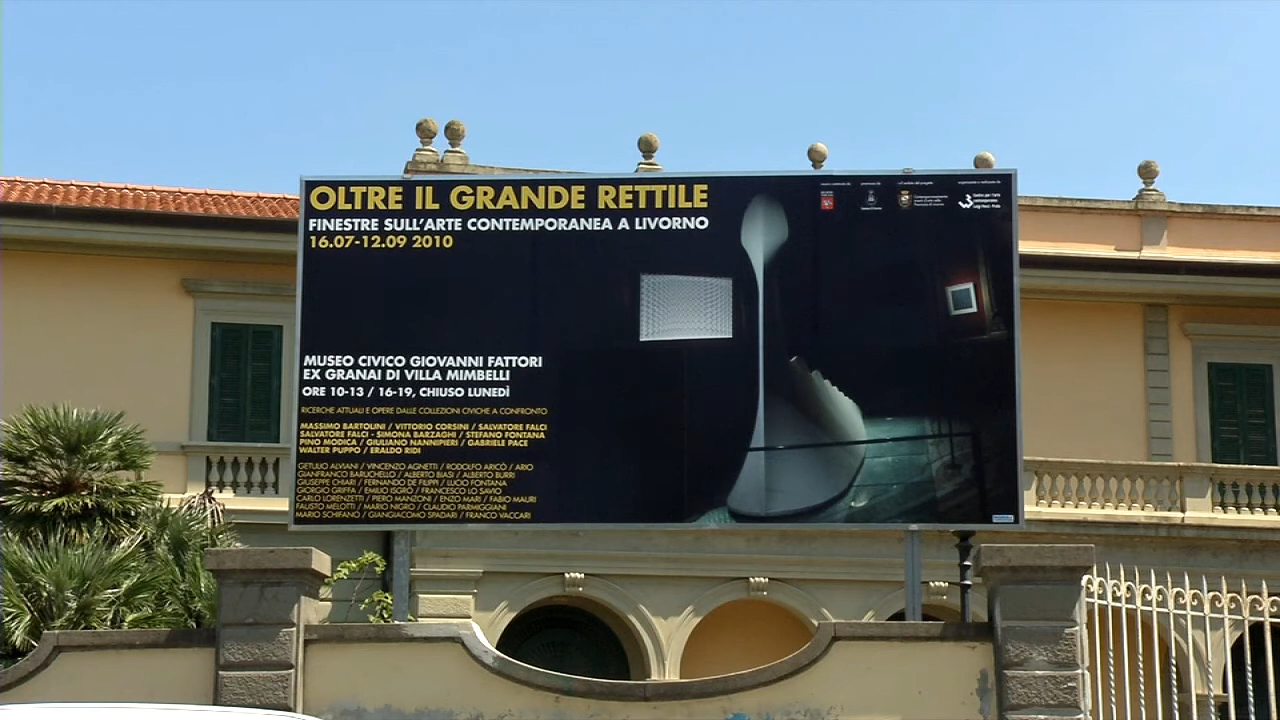 OLTRE IL GRANDE RETTILE
FINESTRE SULL'ARTE CONTEMPORANEA A LIVORNO
16.07-12.09 2010
MUSEO CIVICO GIOVANNI FATTORI
EX GRANAI DI VILLA MIMBELLI
ORE 10-13 / 16-19, CHIUSO LUNEDÌ
RICERCHE ATTUALI E OPERE DALLE COLLEZIONI CIVICHE A CONFRONTO
MASSIMO BARTOLINI / VITTORIO CORSINI / SALVATORE FALCI
SALVATORE FALCI - SIMONA BARZAGHI / STEFANO FONTANA
PINO MODICA / GIULIANO NANNIPIERI / GABRIELE PACE
WALTER PUPPO / ERALDO RIDI
GETULIO ALVIANI / VINCENZO AGNETTI / RODOLFO ARICÒ / ARIO
GIANFRANCO BARUCHELLO / ALBERTO BIASI / ALBERTO BURRI
GIUSEPPE CHIARI / FERNANDO DE FILIPPI / LUCIO FONTANA
GIORGIO GRIFFA / EMILIO ISGRÒ / FRANCESCO LO SAVIO
CARLO LORENZETTI / PIERO MANZONI / ENZO MARI / FABIO MAURI
FAUSTO MELOTTI / MARIO NIGRO / CLAUDIO PARMIGGIANI
MARIO SCHIFANO / GIANGIACOMO SPADARI / FRANCO VACCARI